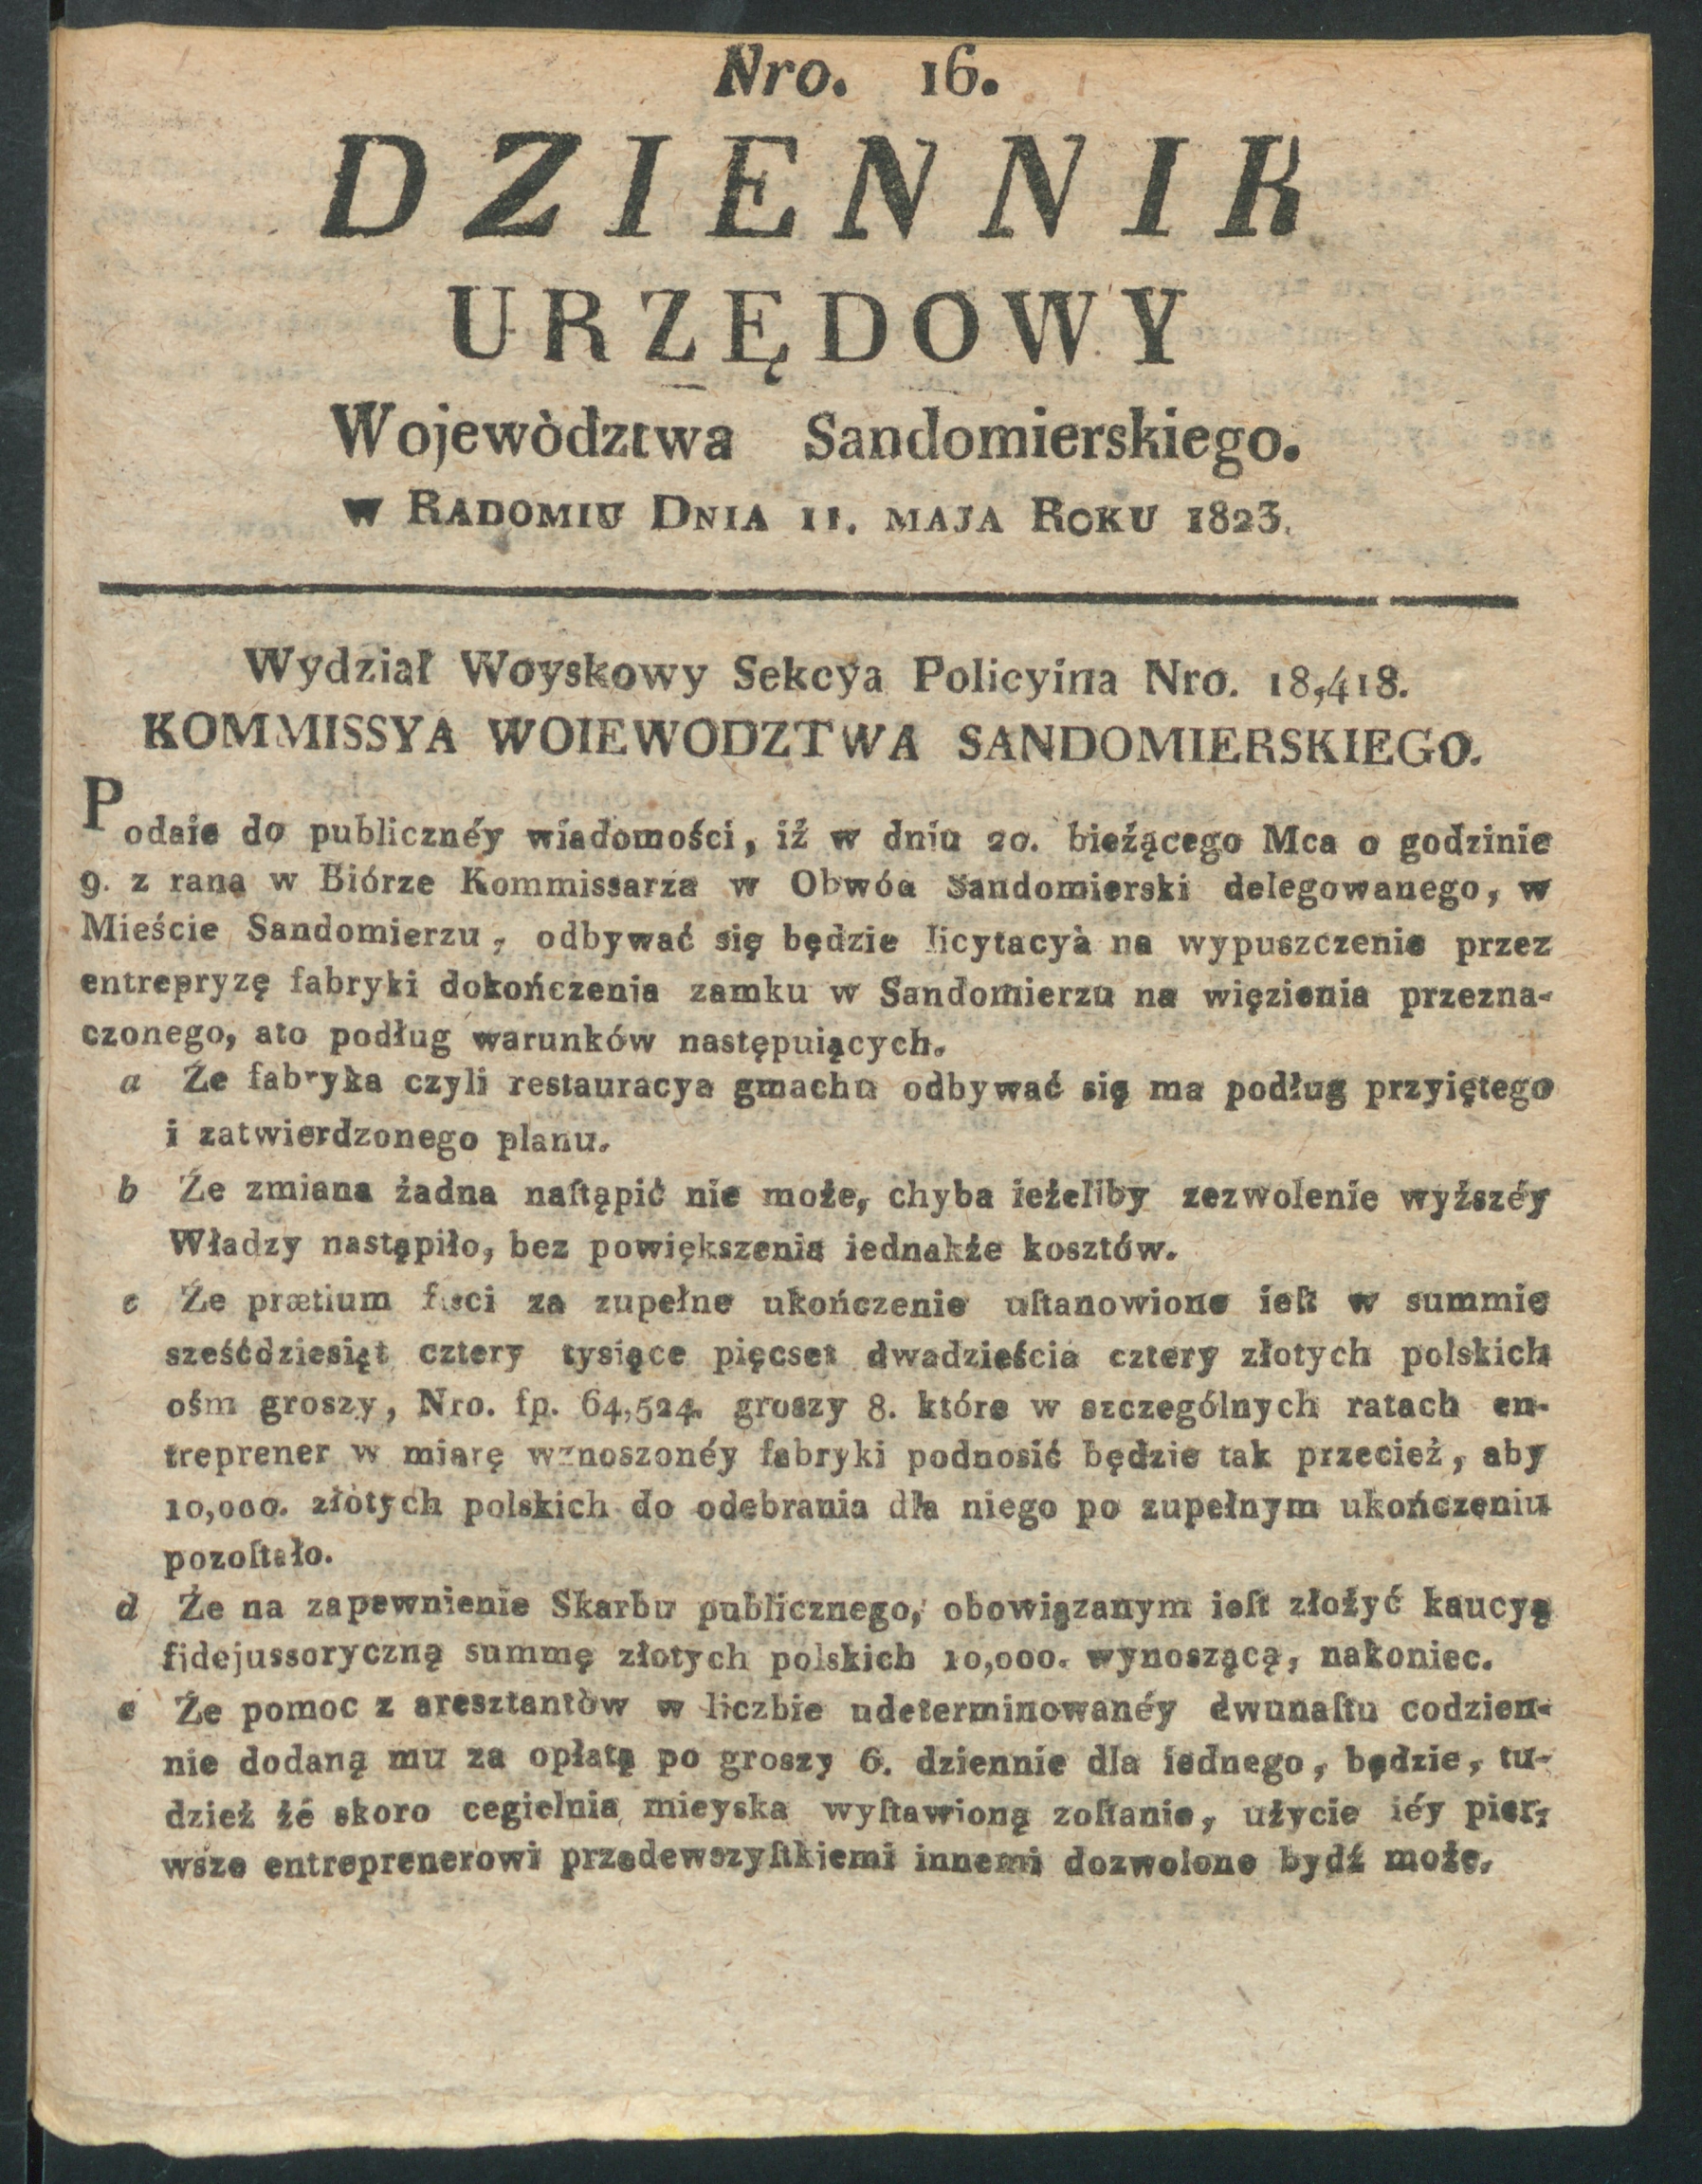 Nro. 16.
DZIENNIK
URZĘDOWY
Wojewòdztwa Sandomierskiego.
w Radomiu Dnia 11. maja Roku 1823.
Wydział Woyskowy Sekcya Policyina Nro. 18,418.
KOMMISSYA WOIEWODZTWA SANDOMIERSKIEGO.
Podaie do publicznéy wiadomości, iż w dniu 20. bieżącego Mca o godzinie
9. z rana w Biórze Kommissarza w Obwód Sandomierski delegowanego, w
Mieście Sandomierzu, odbywać się będzie licytacyà na wypuszczenie przez
entrepryzę fabryki dokończenia zamku w Sandomierzu na więzienia przezna-
czonego, ato podług warunków następuiących.
a Że fabryka czyli restauracya gmachu odbywać się ma podług przyiętego
i zatwierdzonego planu.
b Że zmiana żadna naſtąpić nie może, chyba ieżeliby zezwolenie wyższéy
Władzy nastąpiło, bez powiększenia iednakże kosztów.
c Że prætium fisci za zupełne ukończenie uſtanowione ieſt w summie
sześćdziesiąt cztery tysiące pięcset dwadzieścia cztery złotych polskich
ośm groszy, Nro. fp. 64,524. groszy 8. które w szczególnych ratach en-
treprener w miarę wznoszonéy fabryki podnosić będzie tak przecież, aby
10,000. złòtych polskich do odebrania dla niego po zupełnym ukończeniu
pozoſtało.
d Że na zapewnienie Skarbu publicznego, obowiązanym ieſt złożyć kaucyą
fidejussoryczną summę złotych polskich 10,000. wynoszącą, nakoniec.
e Że pomoc z aresztantòw w liczbie udeterminowanéy dwunaſtu codzien-
nie dodaną mu za opłatą po groszy 6. dziennie dla iednego, będzie, tu-
dzież żé skoro cegielnia mieyska wyſtawioną zoſtanie, użycie iéy pier-
wsze entreprenerowi przedewszyſtkiemi innemi dozwolone bydź może.